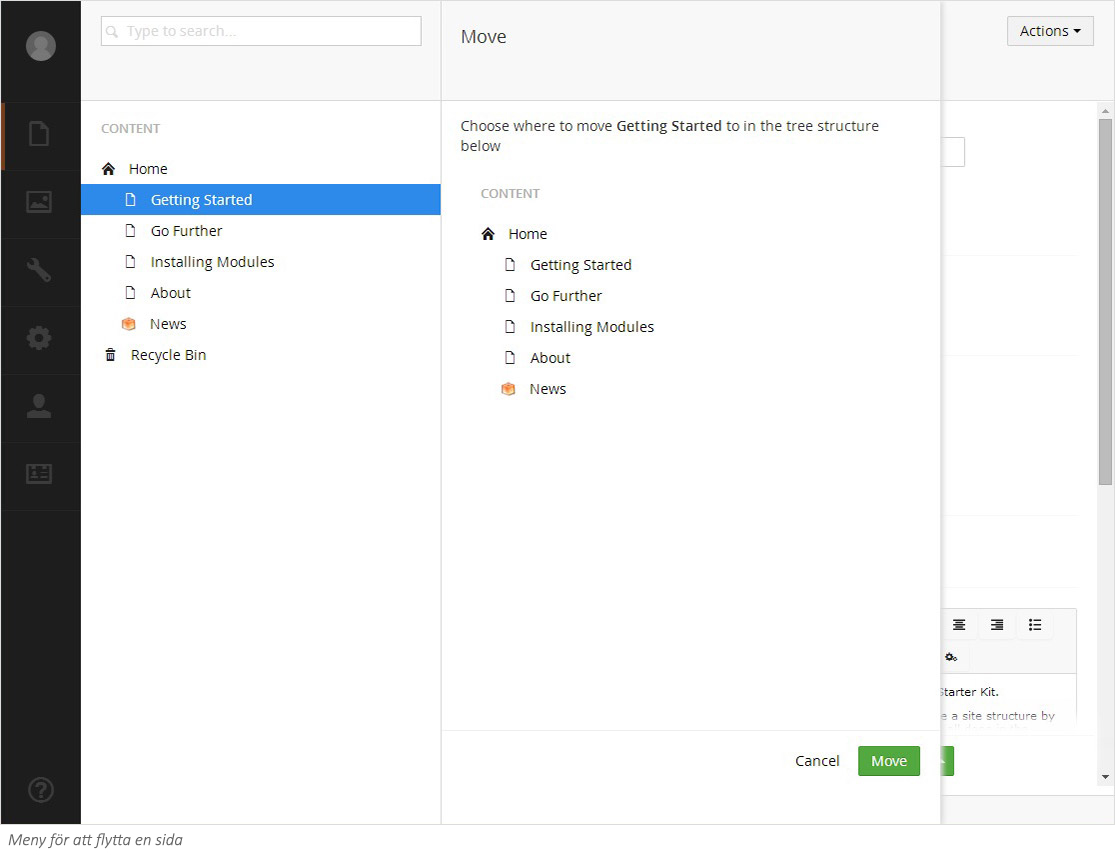 Type to search...
CONTENT
Home
Getting Started
Go Further
Installing Modules
About
News
Recycle Bin
Move
Choose where to move Getting Started to in the tree structure
below
CONTENT
Home
Getting Started
Go Further
Installing Modules
About
News
Cancel
Move
Actions
Starter Kit.
e a site structure by
Meny för att flytta en sida